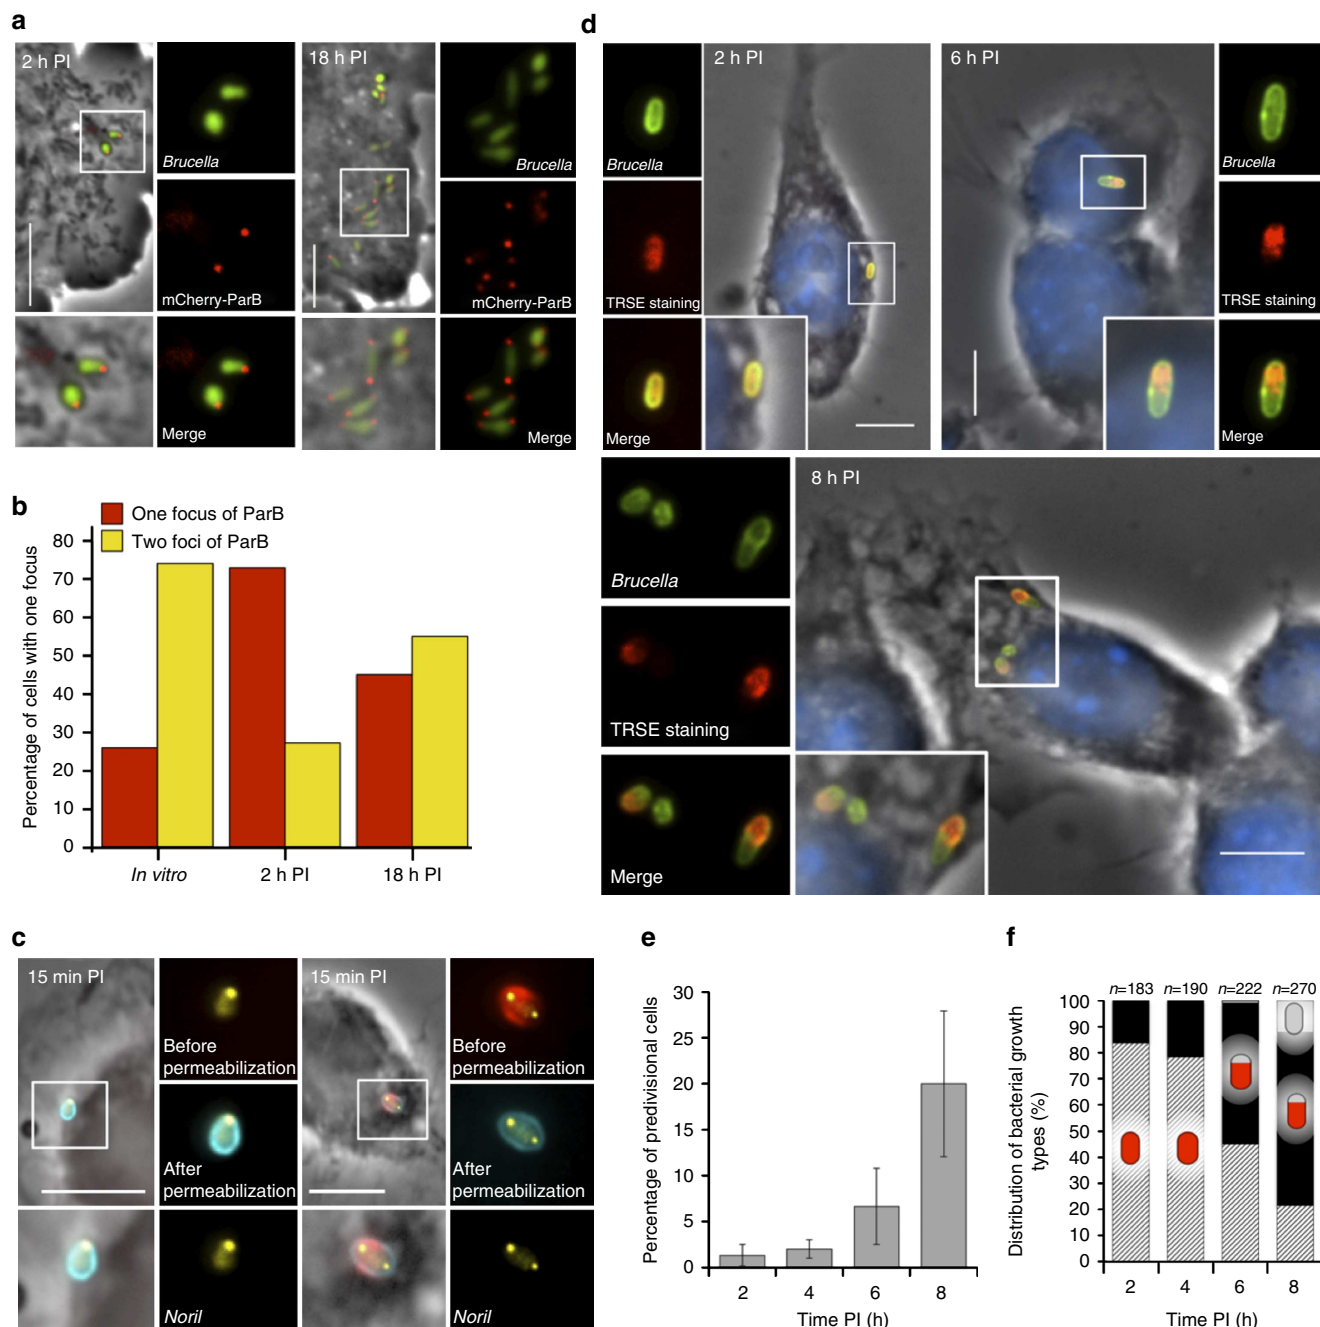 a
2 h PI
Brucella
mCherry-ParB
Merge
18 h PI
Brucella
mCherry-ParB
Merge
b
One focus of ParB
Two foci of ParB
Percentage of cells with one focus
80
70
60
50
40
30
20
10
0
In vitro
2 h PI
18 h PI
c
15 min PI
Before
permeabilization
After
permeabilization
Noril
15 min PI
Before
permeabilization
After
permeabilization
Noril
d
Brucella
TRSE staining
Merge
2 h PI
6 h PI
Brucella
TRSE staining
Merge
Brucella
TRSE staining
Merge
8 h PI
e
Percentage of predivisional cells
30
25
20
15
10
5
0
2
4
6
8
Time PI (h)
f
Distribution of bacterial growth
types (%)
n=183
n=190
n=222
n=270
100
90
80
70
60
50
40
30
20
10
0
2
4
6
8
Time PI (h)